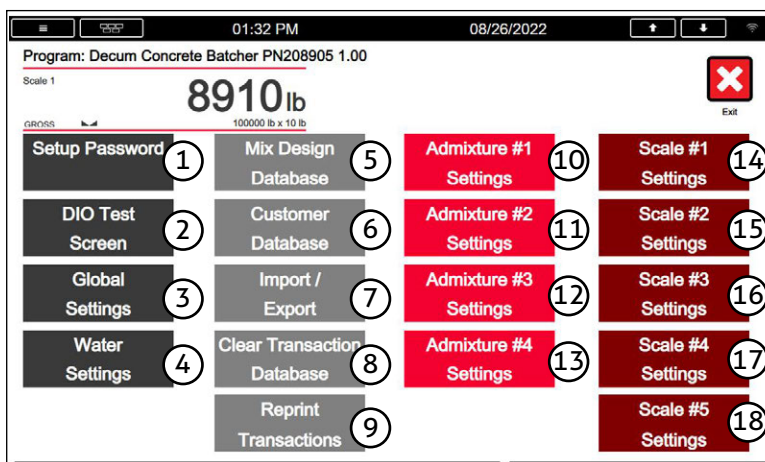 01:32 PM 08/26/2022
Program: Decum Concrete Batcher PN208905 1.00
Scale 1
8910 lb
GROSS 100000 lb x 10 lb
Exit
Setup Password 1
DIO Test
Screen 2
Global
Settings 3
Water
Settings 4
Mix Design
Database 5
Customer
Database 6
Import /
Export 7
Clear Transaction
Database 8
Reprint
Transactions 9
Admixture #1
Settings 10
Admixture #2
Settings 11
Admixture #3
Settings 12
Admixture #4
Settings 13
Scale #1
Settings 14
Scale #2
Settings 15
Scale #3
Settings 16
Scale #4
Settings 17
Scale #5
Settings 18